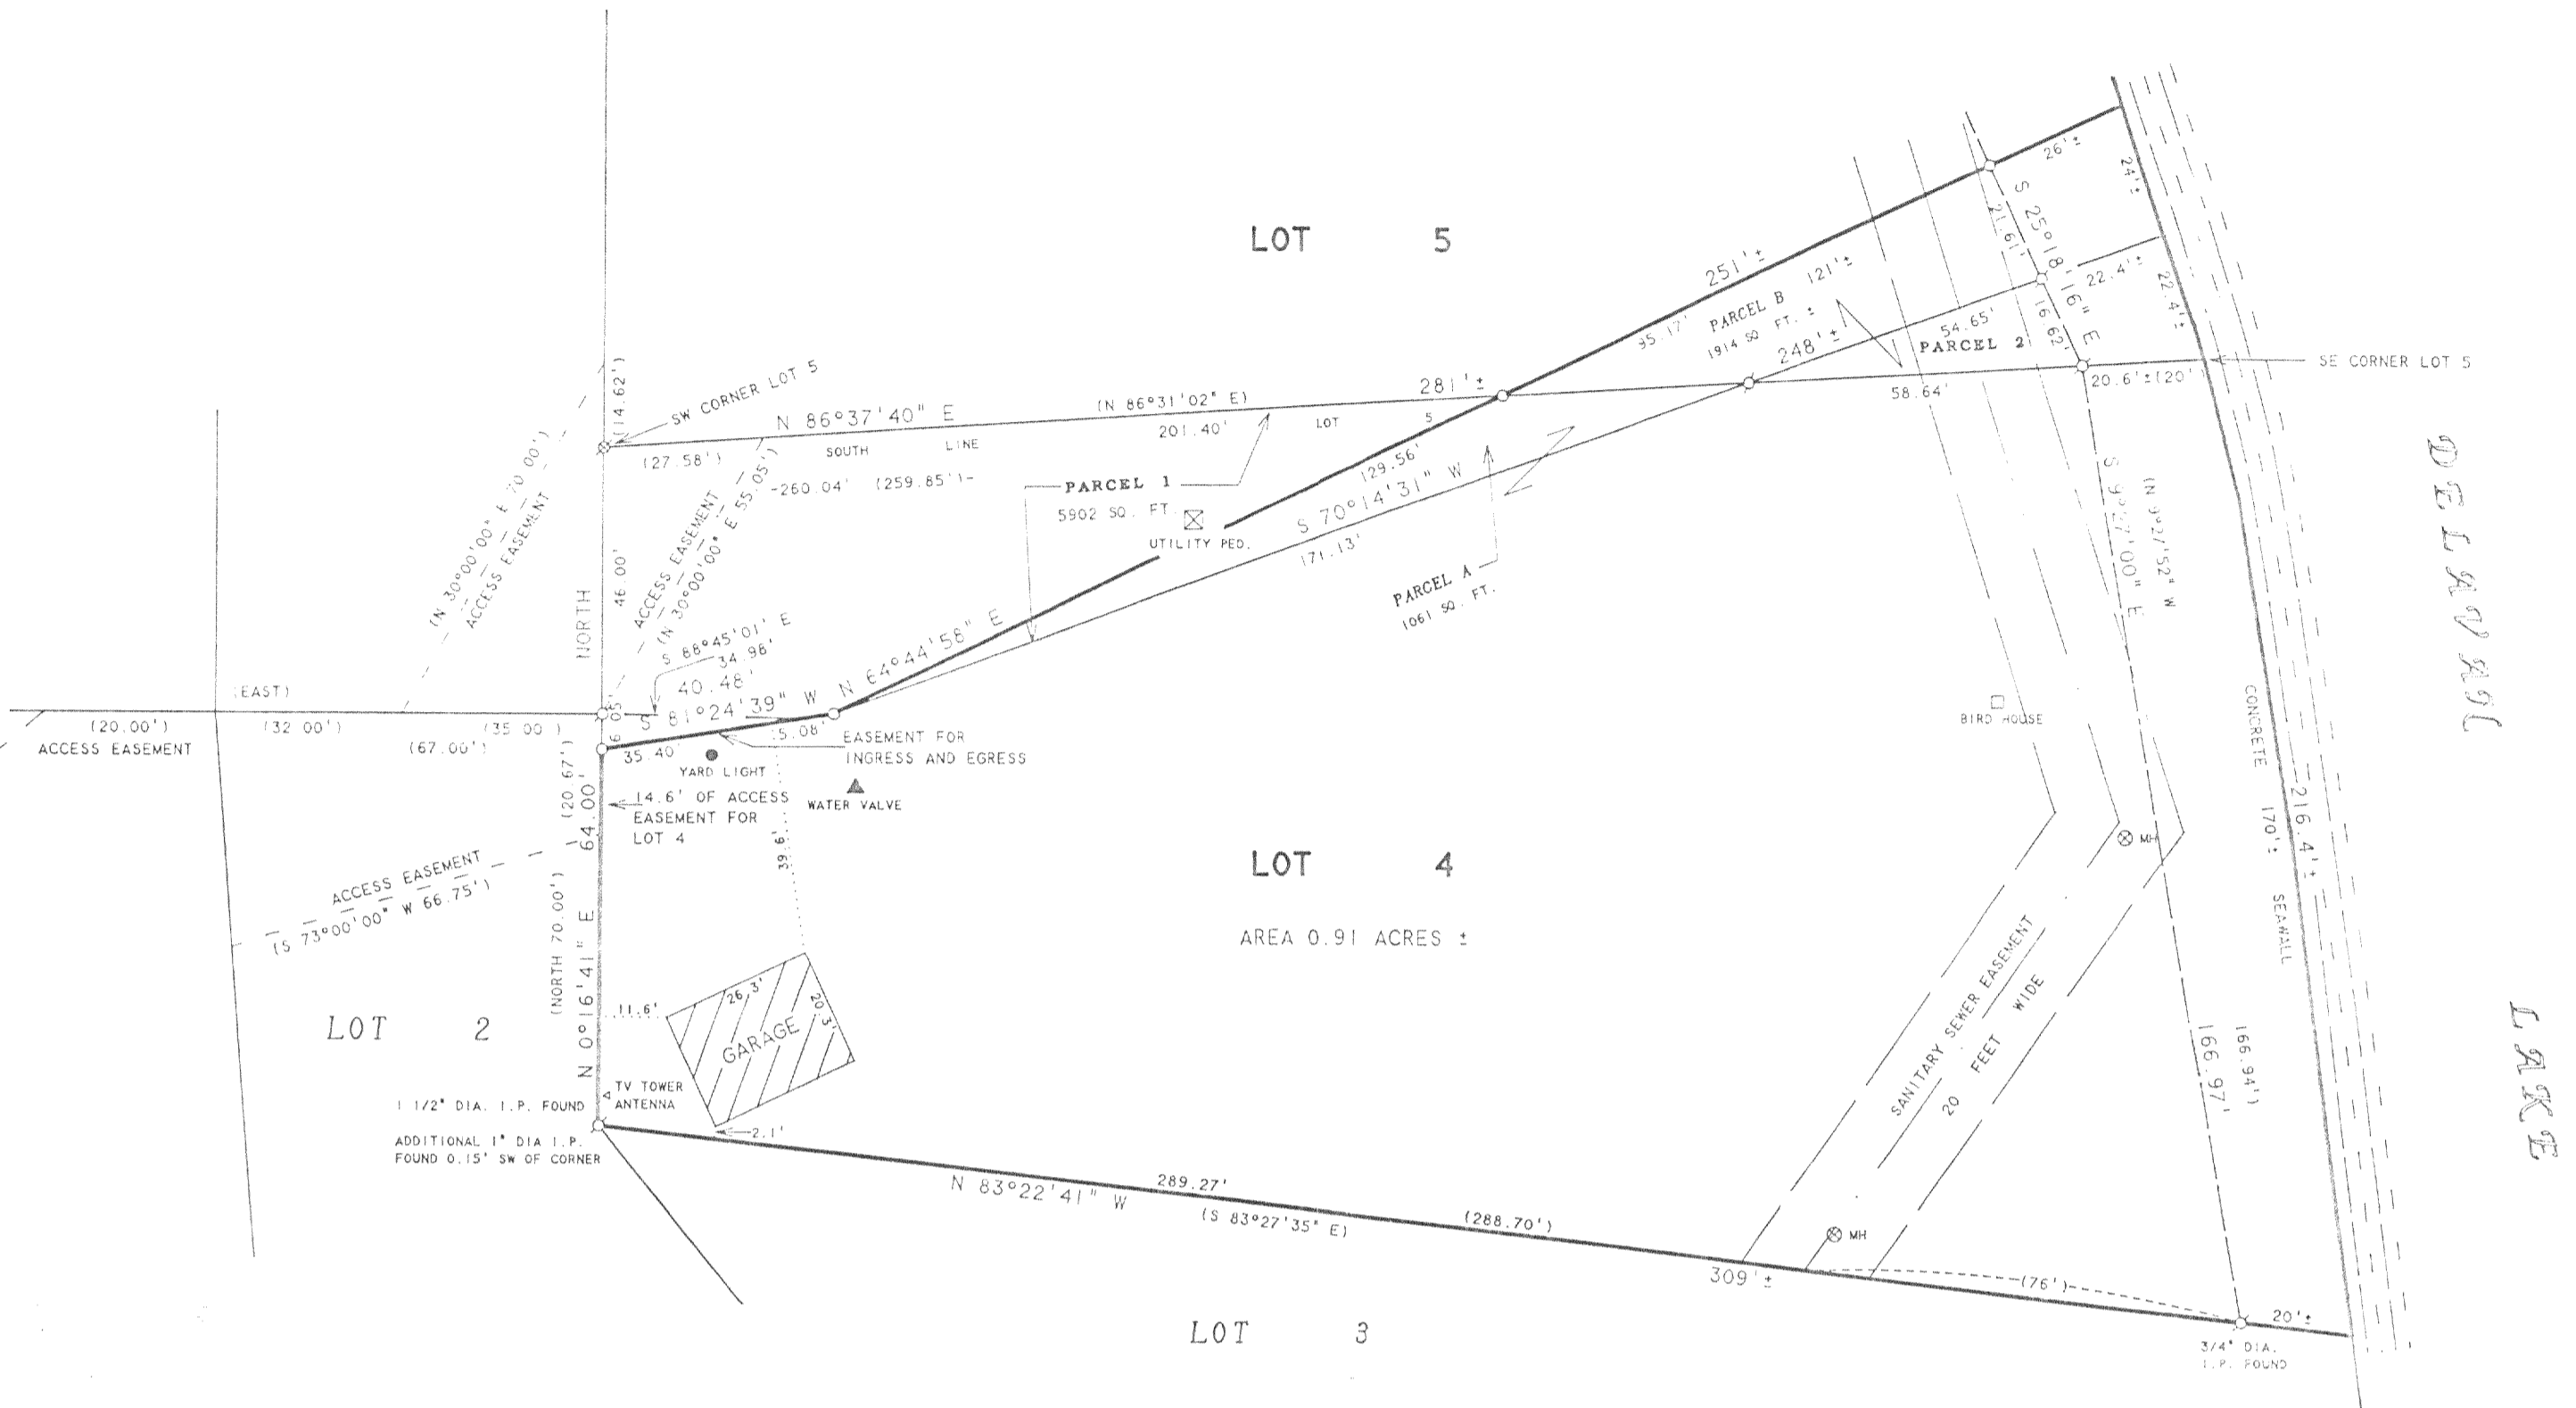 LOT 5
26'±
24'±
S 25°18'16" E
21.61'
251'±
121'±
PARCEL B
1914 SQ FT. ±
95.17'
22.4'±
22.4'±
16.62'
54.65'
248'±
PARCEL 2
SE CORNER LOT 5
20.6'±(20')
58.64'
(14.62')
SW CORNER LOT 5
281'±
(N 86°31'02" E)
N 86°37'40" E
201.40'
LOT 5
SOUTH LINE
(27.58')
-260.04' (259.85')-
129.56'
PARCEL 1
5902 SQ. FT.
UTILITY PED.
S 70°14'31" W
171.13'
PARCEL A
1061 SQ. FT.
(N 30°00'00" E 70.00')
ACCESS EASEMENT
ACCESS EASEMENT
(N 30°00'00" E 55.05')
46.00'
NORTH
S 88°45'01' E
34.96'
40.48'
S 81°24'39" W
N 64°44'58" E
(EAST)
(20.00')
ACCESS EASEMENT
(32.00')
(35.00')
(67.00')
6.05'
35.40'
5.08'
EASEMENT FOR
INGRESS AND EGRESS
YARD LIGHT
WATER VALVE
14.6' OF ACCESS
EASEMENT FOR
LOT 4
(20.67')
64.00'
39.6'
ACCESS EASEMENT
(S 73°00'00" W 66.75')
(NORTH 70.00')
N 0°16'41" E
LOT 4
AREA 0.91 ACRES ±
BIRD HOUSE
MH
S 9°27'00" E
DELAVAN
LAKE
CONCRETE SEAWALL
170'±
216.4'±
LOT 2
11.6'
26.3'
20.3'
GARAGE
TV TOWER
ANTENNA
1 1/2" DIA. I.P. FOUND
ADDITIONAL 1" DIA I.P.
FOUND 0.15' SW OF CORNER
2.1'
SANITARY SEWER EASEMENT
20 FEET WIDE
166.94')
166.97'
289.27'
N 83°22'41" W
(S 83°27'35" E)
(288.70')
MH
309'±
(76')
20'±
3/4" DIA.
I.P. FOUND
LOT 3